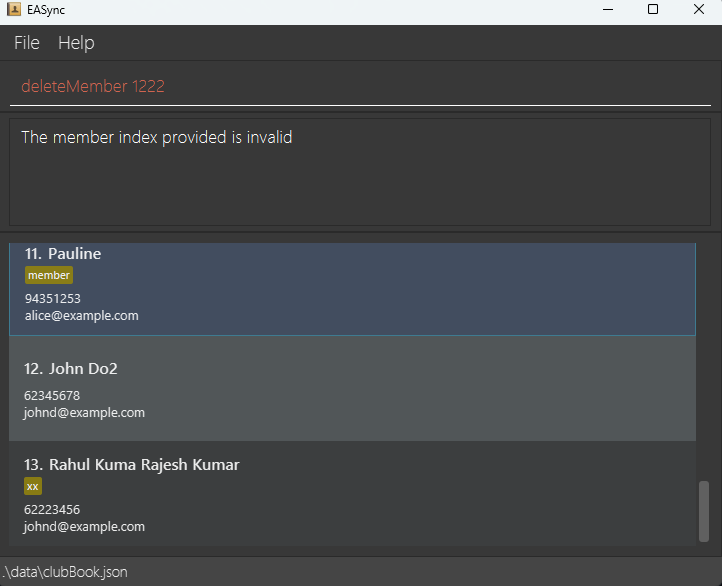 EASync
File Help
deleteMember 1222
The member index provided is invalid
11. Pauline
member
94351253
alice@example.com
12. John Do2
62345678
johnd@example.com
13. Rahul Kuma Rajesh Kumar
xx
62223456
johnd@example.com
.\data\clubBook.json